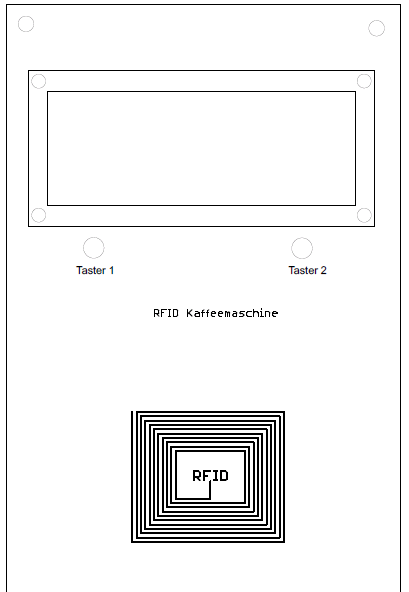 Taster 1
Taster 2
RFID Kaffeemaschine
RFID